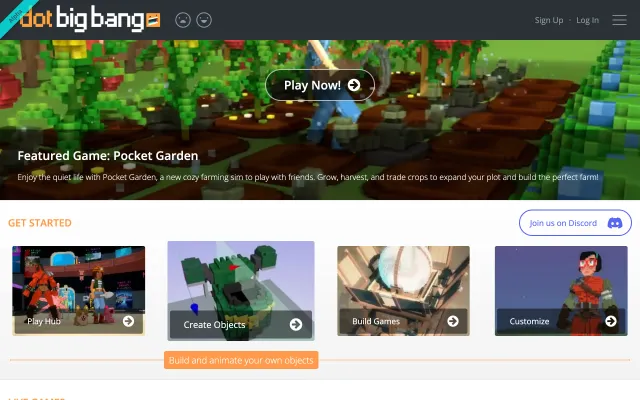 Alpha
dot big bang
Sign Up · Log In
Play Now!
Featured Game: Pocket Garden
Enjoy the quiet life with Pocket Garden, a new cozy farming sim to play with friends. Grow, harvest, and trade crops to expand your plot and build the perfect farm!
GET STARTED
Join us on Discord
Play Hub
Create Objects
Build Games
Customize
Build and animate your own objects